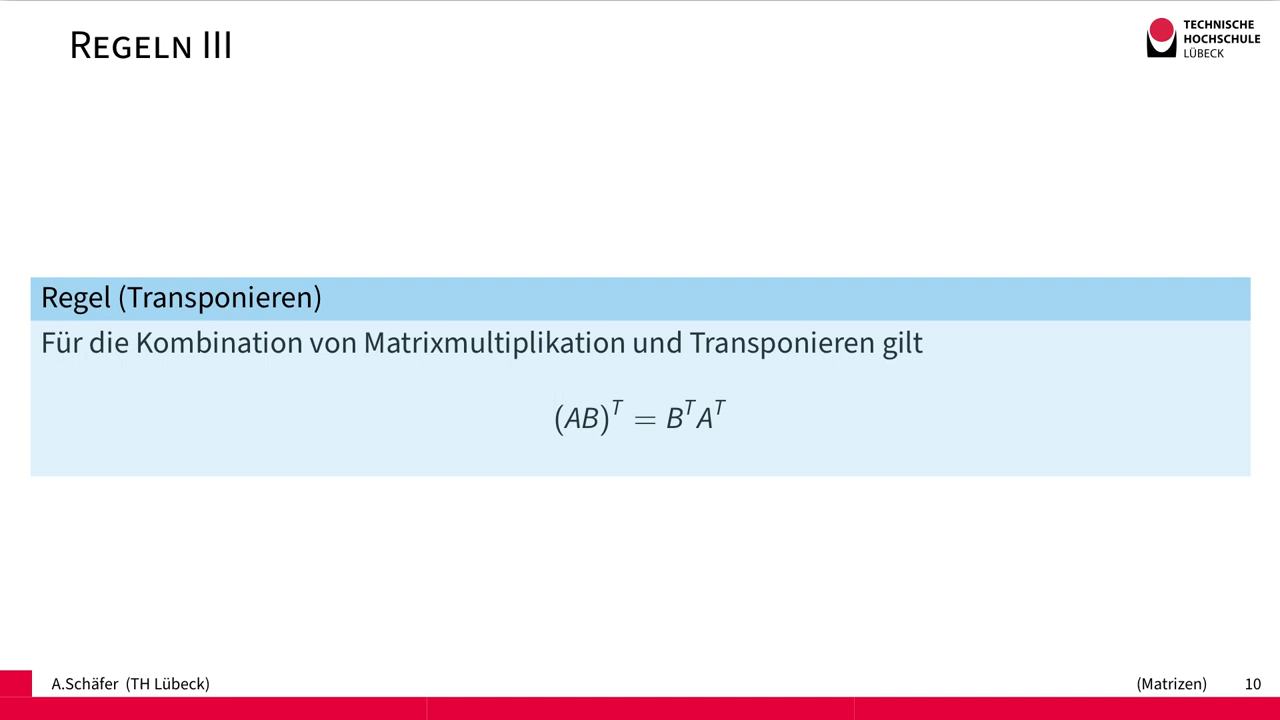 REGELN III
TECHNISCHE
HOCHSCHULE
LÜBECK
Regel (Transponieren)
Für die Kombination von Matrixmultiplikation und Transponieren gilt
(AB)^T = B^T A^T
A.Schäfer (TH Lübeck)
(Matrizen) 10